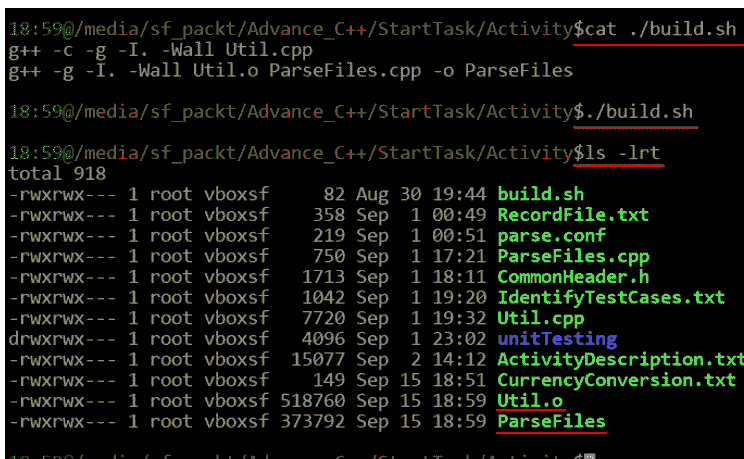 18:59@/media/sf_packt/Advance_C++/StartTask/Activity$cat ./build.sh
g++ -c -g -I. -Wall Util.cpp
g++ -g -I. -Wall Util.o ParseFiles.cpp -o ParseFiles
18:59@/media/sf_packt/Advance_C++/StartTask/Activity$./build.sh
18:59@/media/sf_packt/Advance_C++/StartTask/Activity$ls -lrt
total 918
-rwxrwx--- 1 root vboxsf     82 Aug 30 19:44 build.sh
-rwxrwx--- 1 root vboxsf    358 Sep  1 00:49 RecordFile.txt
-rwxrwx--- 1 root vboxsf    219 Sep  1 00:51 parse.conf
-rwxrwx--- 1 root vboxsf    750 Sep  1 17:21 ParseFiles.cpp
-rwxrwx--- 1 root vboxsf   1713 Sep  1 18:11 CommonHeader.h
-rwxrwx--- 1 root vboxsf   1042 Sep  1 19:20 IdentifyTestCases.txt
-rwxrwx--- 1 root vboxsf   7720 Sep  1 19:32 Util.cpp
drwxrwx--- 1 root vboxsf   4096 Sep  1 23:02 unitTesting
-rwxrwx--- 1 root vboxsf  15077 Sep  2 14:12 ActivityDescription.txt
-rwxrwx--- 1 root vboxsf    149 Sep 15 18:51 CurrencyConversion.txt
-rwxrwx--- 1 root vboxsf 518760 Sep 15 18:59 Util.o
-rwxrwx--- 1 root vboxsf 373792 Sep 15 18:59 ParseFiles